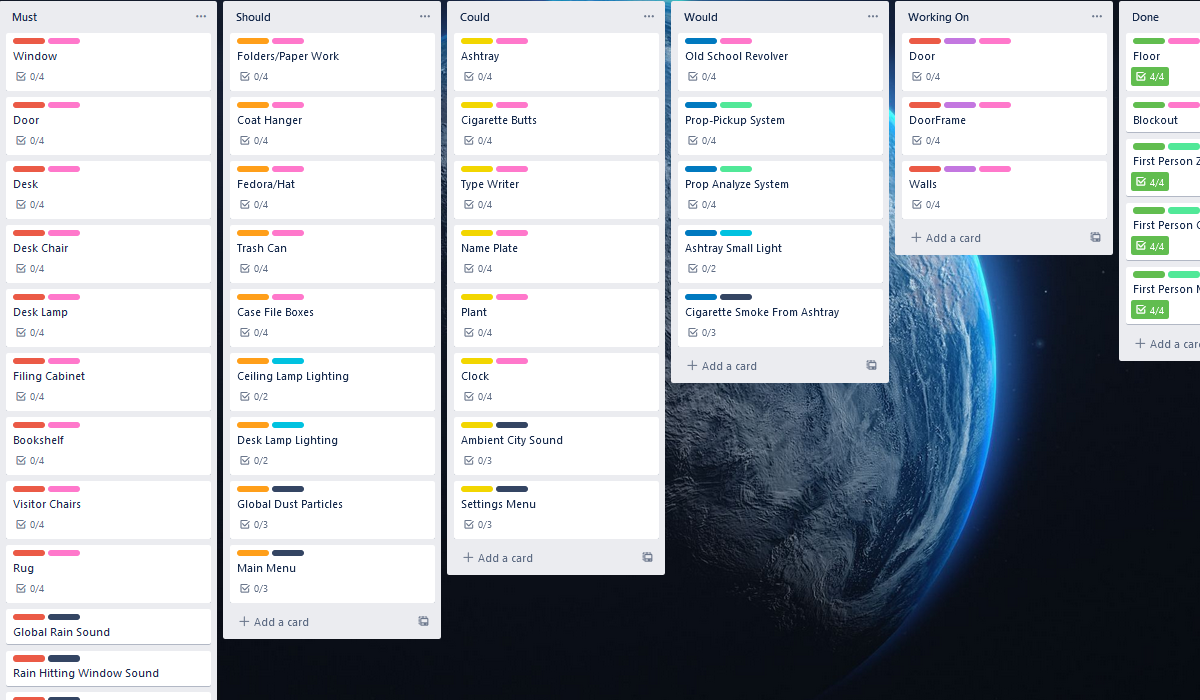 Must
Window
0/4
Door
0/4
Desk
0/4
Desk Chair
0/4
Desk Lamp
0/4
Filing Cabinet
0/4
Bookshelf
0/4
Visitor Chairs
0/4
Rug
0/4
Global Rain Sound
Rain Hitting Window Sound
Should
Folders/Paper Work
0/4
Coat Hanger
0/4
Fedora/Hat
0/4
Trash Can
0/4
Case File Boxes
0/4
Ceiling Lamp Lighting
0/2
Desk Lamp Lighting
0/2
Global Dust Particles
0/3
Main Menu
0/3
Add a card
Could
Ashtray
0/4
Cigarette Butts
0/4
Type Writer
0/4
Name Plate
0/4
Plant
0/4
Clock
0/4
Ambient City Sound
0/3
Settings Menu
0/3
Add a card
Would
Old School Revolver
0/4
Prop-Pickup System
0/4
Prop Analyze System
0/4
Ashtray Small Light
0/2
Cigarette Smoke From Ashtray
0/3
Add a card
Working On
Door
0/4
DoorFrame
0/4
Walls
0/4
Add a card
Done
Floor
4/4
Blockout
First Person
4/4
First Person
4/4
First Person
4/4
Add a card